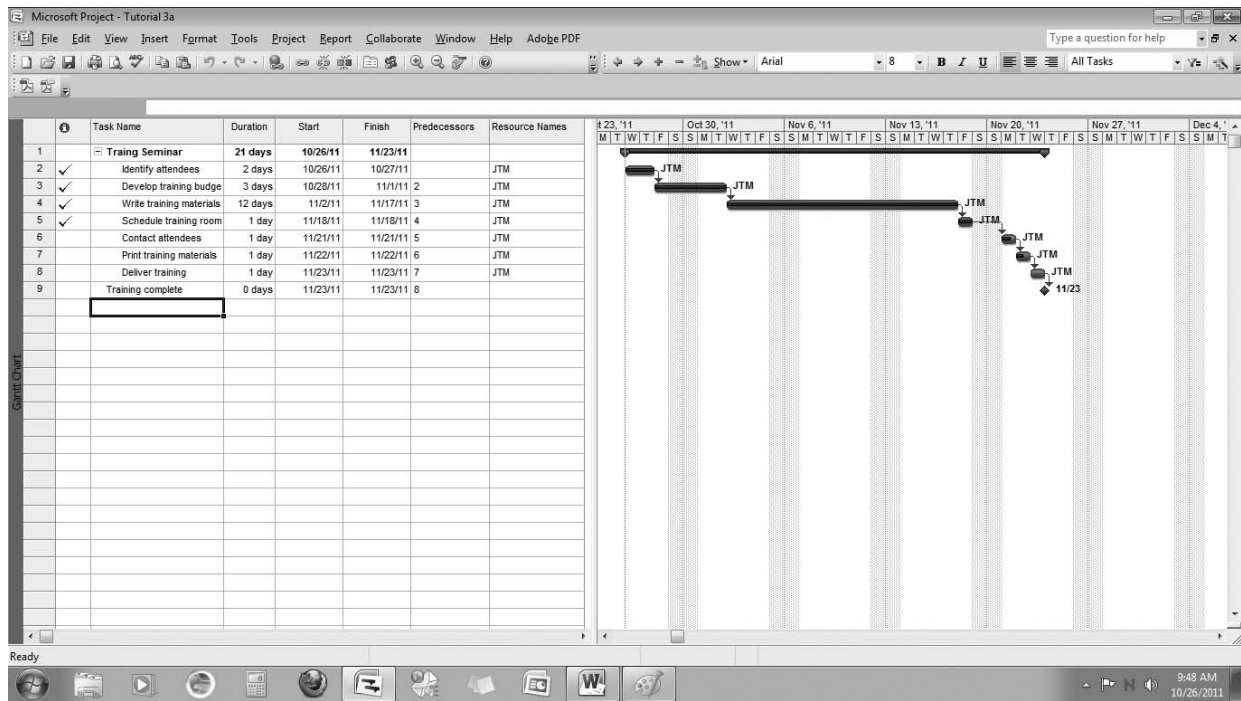 Microsoft Project - Tutorial 3a
File Edit View Insert Format Tools Project Report Collaborate Window Help Adobe PDF Type a question for help
Show Arial 8 B I U All Tasks
Task Name Duration Start Finish Predecessors Resource Names
t 23, '11 Oct 30, '11 Nov 6, '11 Nov 13, '11 Nov 20, '11 Nov 27, '11 Dec 4, '
M T W T F S S M T W T F S S M T W T F S S M T W T F S S M T W T F S S M T W T F S S M T
1 Traing Seminar 21 days 10/26/11 11/23/11
2 Identify attendees 2 days 10/26/11 10/27/11 JTM JTM
3 Develop training budge 3 days 10/28/11 11/1/11 2 JTM JTM
4 Write training materials 12 days 11/2/11 11/17/11 3 JTM JTM
5 Schedule training room 1 day 11/18/11 11/18/11 4 JTM JTM
6 Contact attendees 1 day 11/21/11 11/21/11 5 JTM JTM
7 Print training materials 1 day 11/22/11 11/22/11 6 JTM JTM
8 Deliver training 1 day 11/23/11 11/23/11 7 JTM JTM
9 Training complete 0 days 11/23/11 11/23/11 8 11/23
Gantt Chart
Ready
9:48 AM
10/26/2011